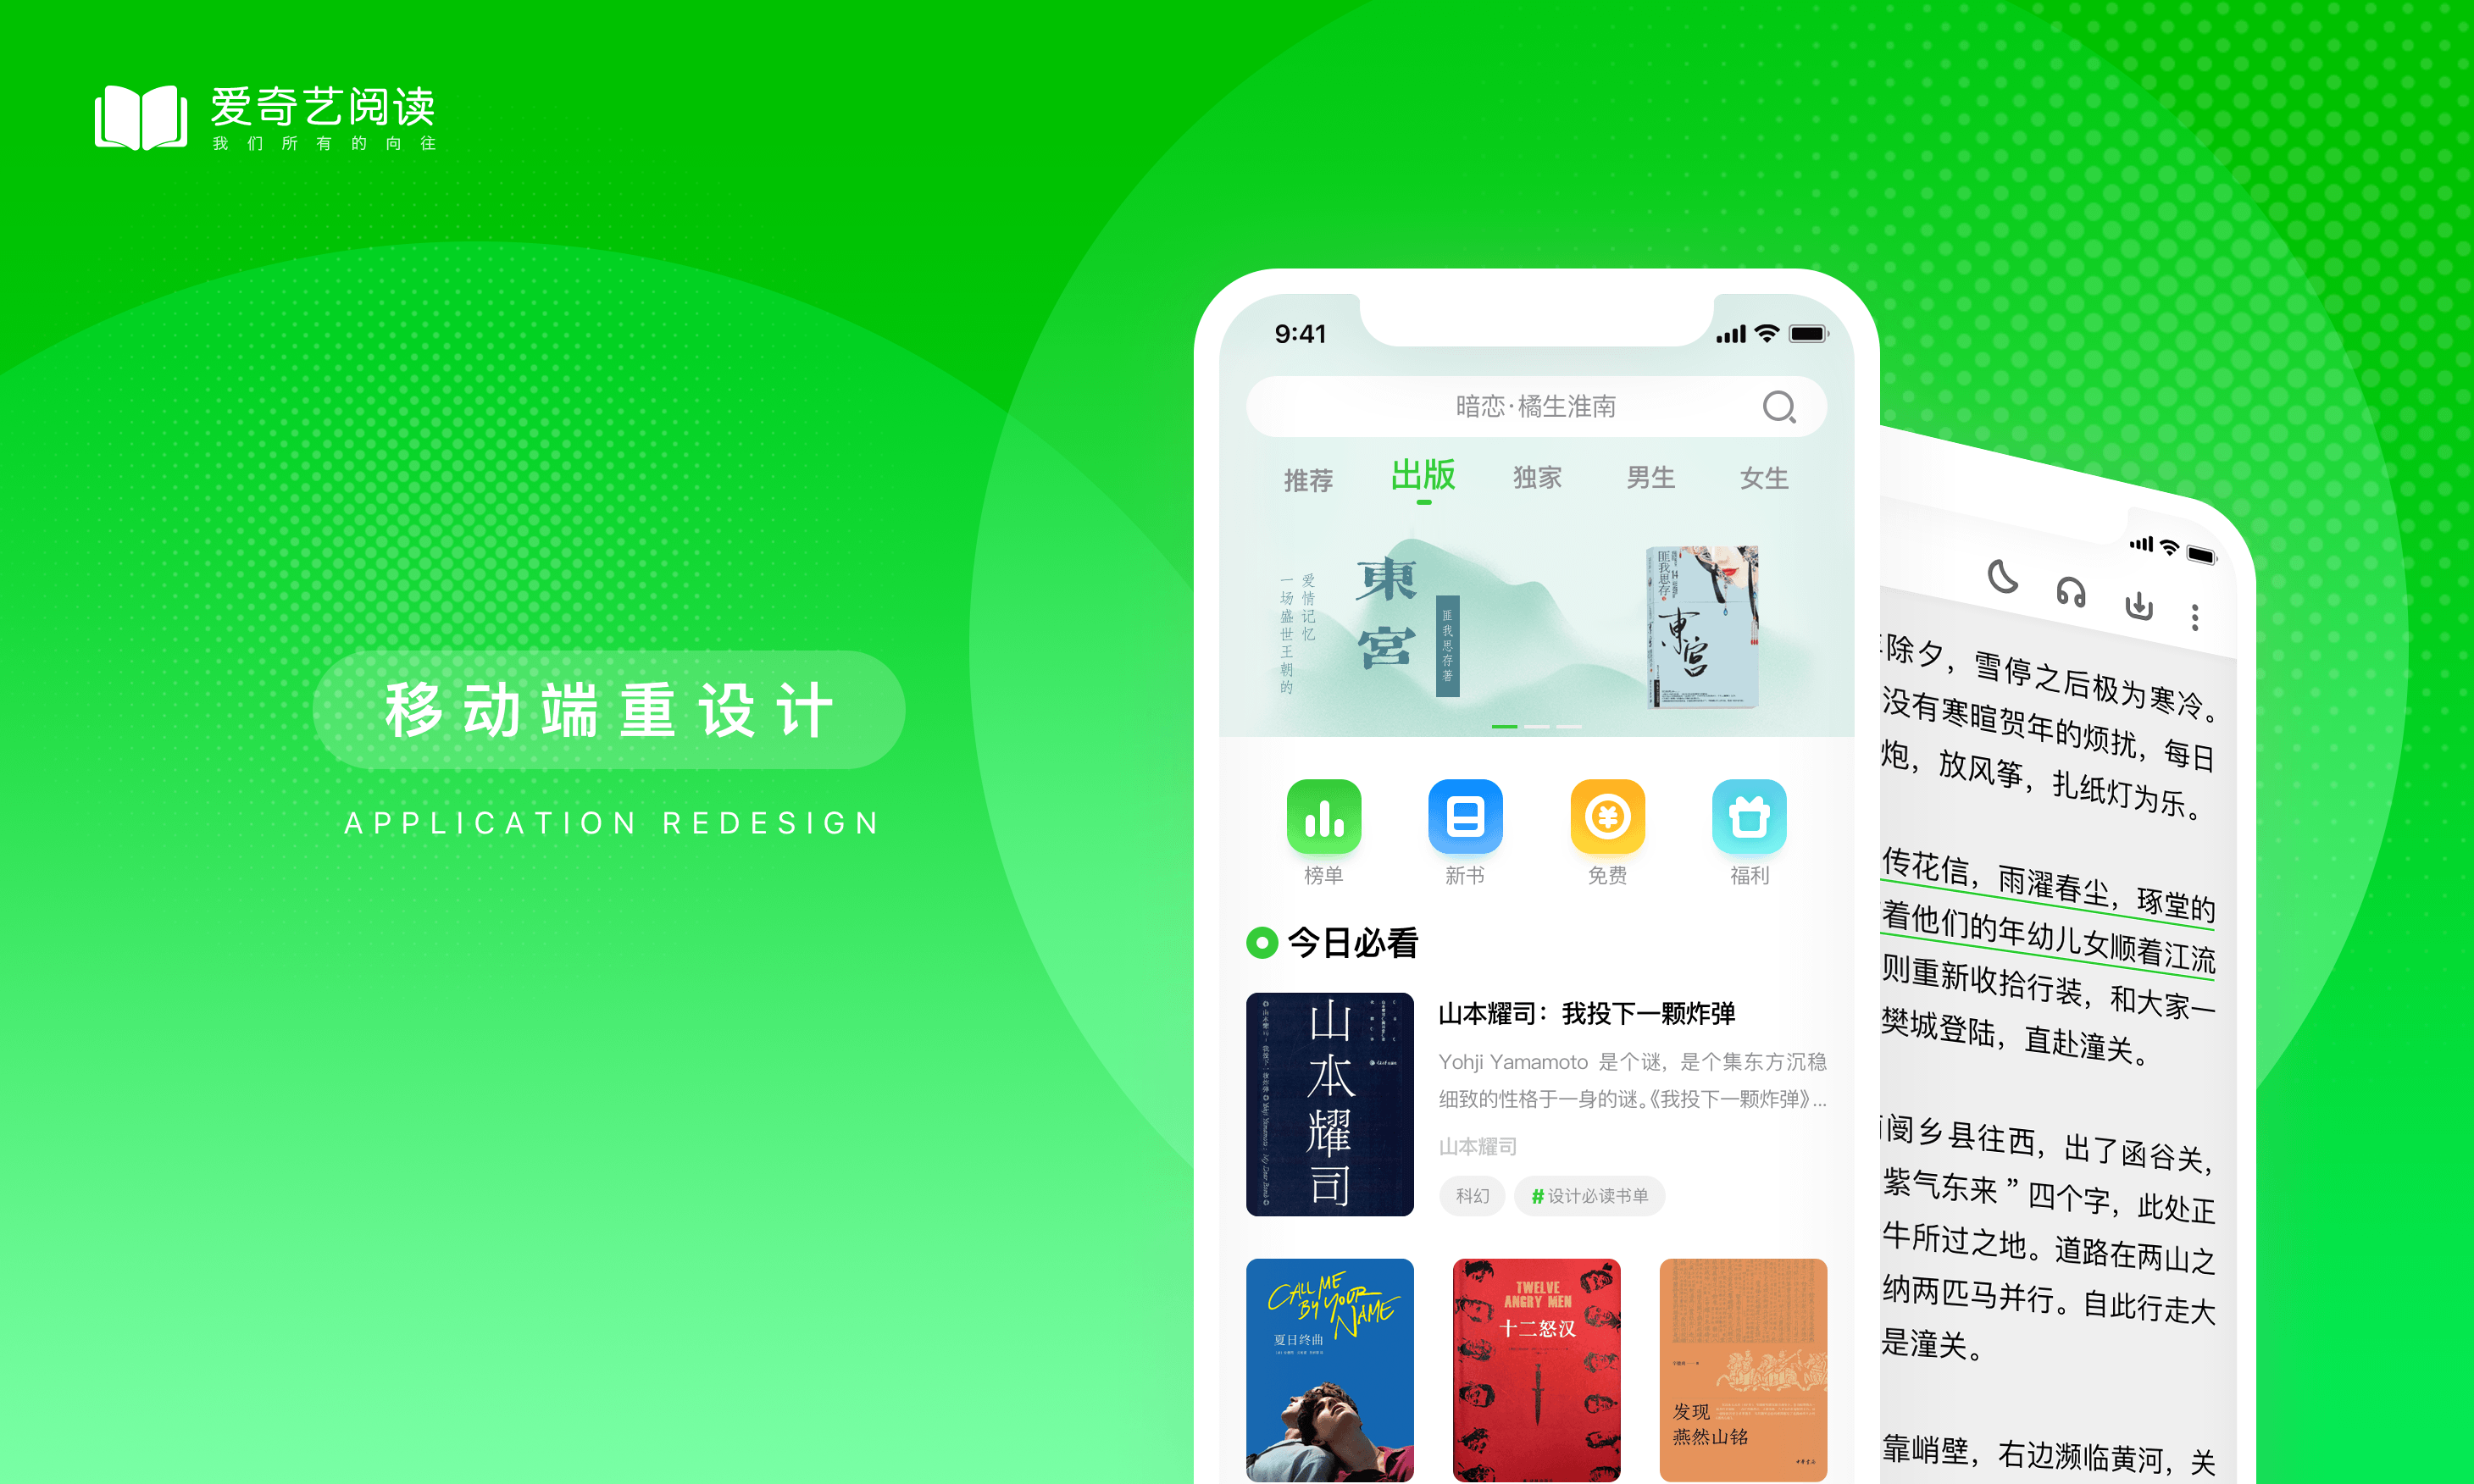 爱奇艺阅读
我们所有的向往
移动端重设计
APPLICATION REDESIGN
9:41
暗恋·橘生淮南
推荐 出版 独家 男生 女生
爱情记忆
一场盛世王朝的
東宮
匪我思存著
匪我思存
東宫
榜单 新书 免费 福利
今日必看
山本耀司
山本耀司：我投下一颗炸弹
Yohji Yamamoto 是个谜，是个集东方沉稳
细致的性格于一身的谜。《我投下一颗炸弹》...
山本耀司
科幻 #设计必读书单
CALL ME
BY YOUR
NAME
夏日终曲
TWELVE
ANGRY MEN
十二怒汉
发现
燕然山铭
中华书局
除夕，雪停之后极为寒冷。
没有寒暄贺年的烦扰，每日
炮，放风筝，扎纸灯为乐。
传花信，雨濯春尘，琢堂的
着他们的年幼儿女顺着江流
则重新收拾行装，和大家一
樊城登陆，直赴潼关。
阌乡县往西，出了函谷关，
紫气东来”四个字，此处正
牛所过之地。道路在两山之
纳两匹马并行。自此行走大
是潼关。
靠峭壁，右边濒临黄河，关